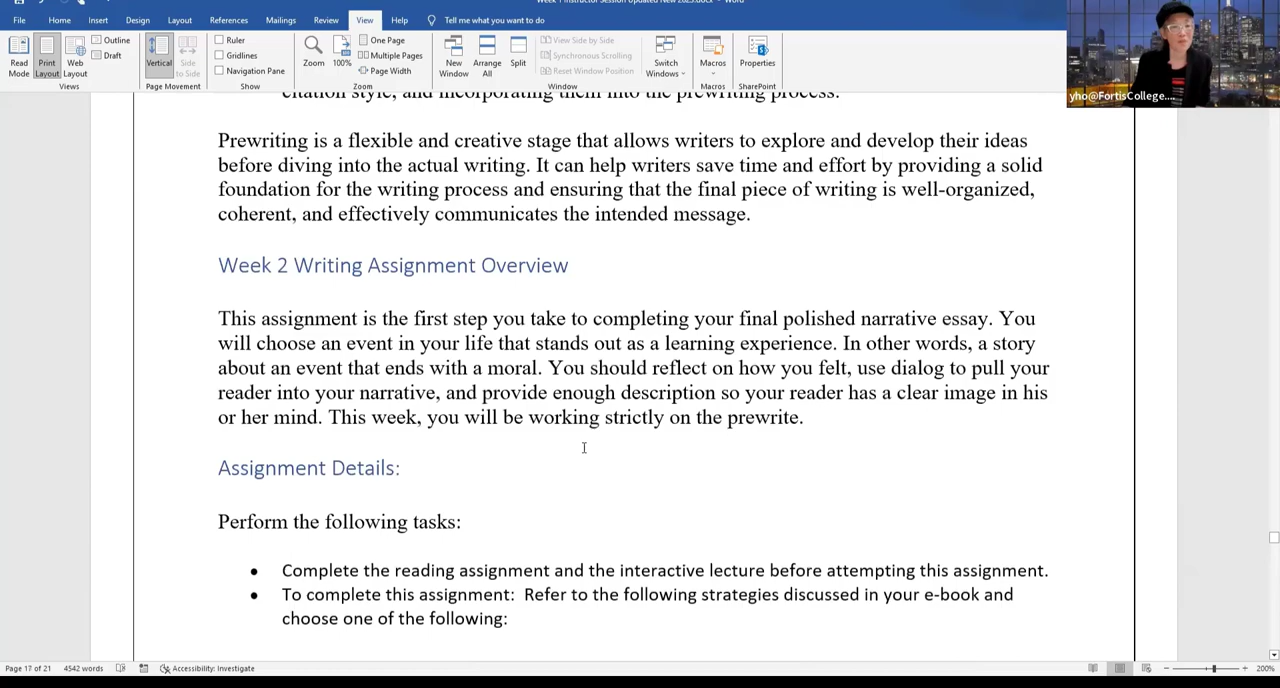 Week 1 Instructor Session Updated New 2023.docx - Word
File Home Insert Design Layout References Mailings Review View Help Tell me what you want to do
Read Mode
Print Layout
Web Layout
Outline
Draft
Views
Vertical
Side to Side
Page Movement
Ruler
Gridlines
Navigation Pane
Show
Zoom
100%
One Page
Multiple Pages
Page Width
Zoom
New Window
Arrange All
Split
View Side by Side
Synchronous Scrolling
Reset Window Position
Window
Switch Windows
Macros
Macros
Properties
SharePoint
yho@FortisCollege....
citation style, and incorporating them into the prewriting process.
Prewriting is a flexible and creative stage that allows writers to explore and develop their ideas
before diving into the actual writing. It can help writers save time and effort by providing a solid
foundation for the writing process and ensuring that the final piece of writing is well-organized,
coherent, and effectively communicates the intended message.
Week 2 Writing Assignment Overview
This assignment is the first step you take to completing your final polished narrative essay. You
will choose an event in your life that stands out as a learning experience. In other words, a story
about an event that ends with a moral. You should reflect on how you felt, use dialog to pull your
reader into your narrative, and provide enough description so your reader has a clear image in his
or her mind. This week, you will be working strictly on the prewrite.
Assignment Details:
Perform the following tasks:
• Complete the reading assignment and the interactive lecture before attempting this assignment.
• To complete this assignment: Refer to the following strategies discussed in your e-book and
choose one of the following:
Page 17 of 21 4542 words Accessibility: Investigate 200%